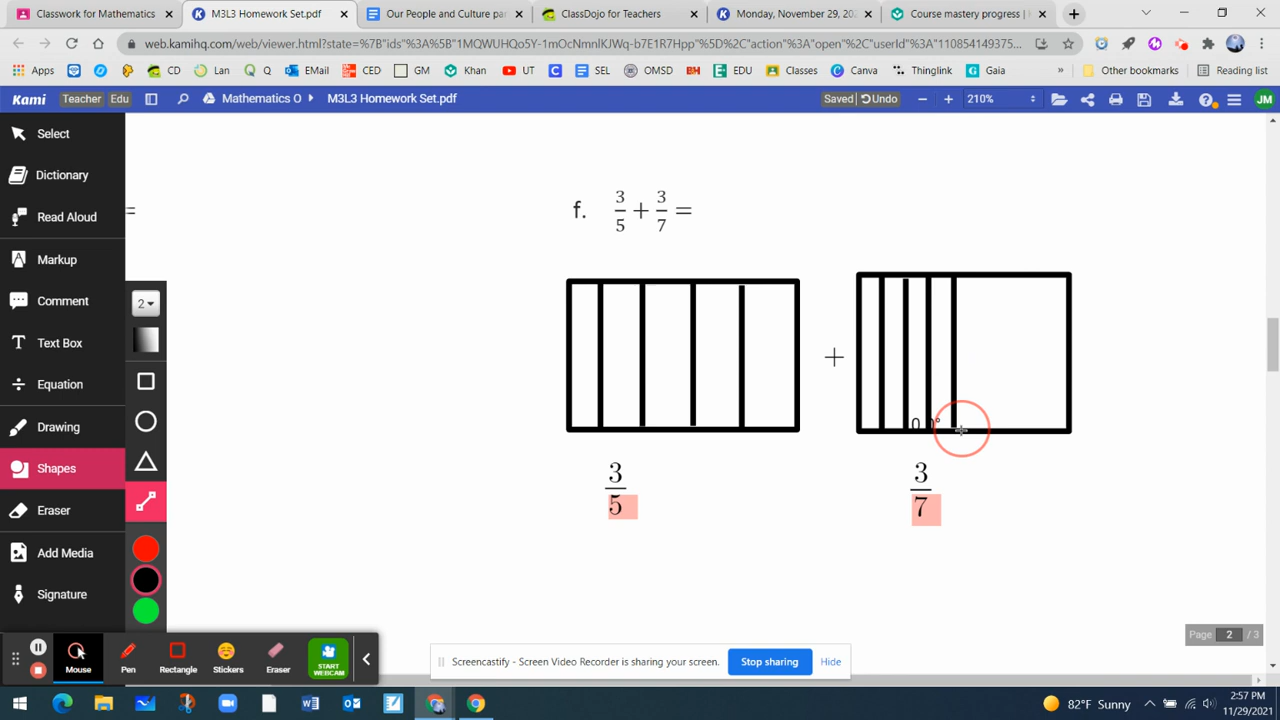 Classwork for Mathematics
M3L3 Homework Set.pdf
Our People and Culture par
ClassDojo for Teachers
Monday, November 29, 202
Course mastery progress |
web.kamihq.com/web/viewer.html?state=%7B"ids"%3A%5B"1MOWUHQo5Y-1mOcNmnlKJWq-b7E1R7Hpp"%5D%2C"action"%3A"open"%2C"userId"%3A"110854149375...
Apps
CD
Lan
Q
O
EMail
CED
GM
Khan
UT
C
SEL
OMSD
BH
EDU
Classes
Canva
Thinglink
Gaia
»
Other bookmarks
Reading list
Kami
Teacher
Edu
Mathematics O
M3L3 Homework Set.pdf
Saved
Undo
210%
JM
Select
Dictionary
Read Aloud
Markup
Comment
Text Box
Equation
Drawing
Shapes
Eraser
Add Media
Signature
2
=
f. 3/5 + 3/7 =
+
3/5
3/7
Page 2 / 3
Mouse
Pen
Rectangle
Stickers
Eraser
START
WEBCAM
Screencastify - Screen Video Recorder is sharing your screen.
Stop sharing
Hide
82°F Sunny
2:57 PM
11/29/2021